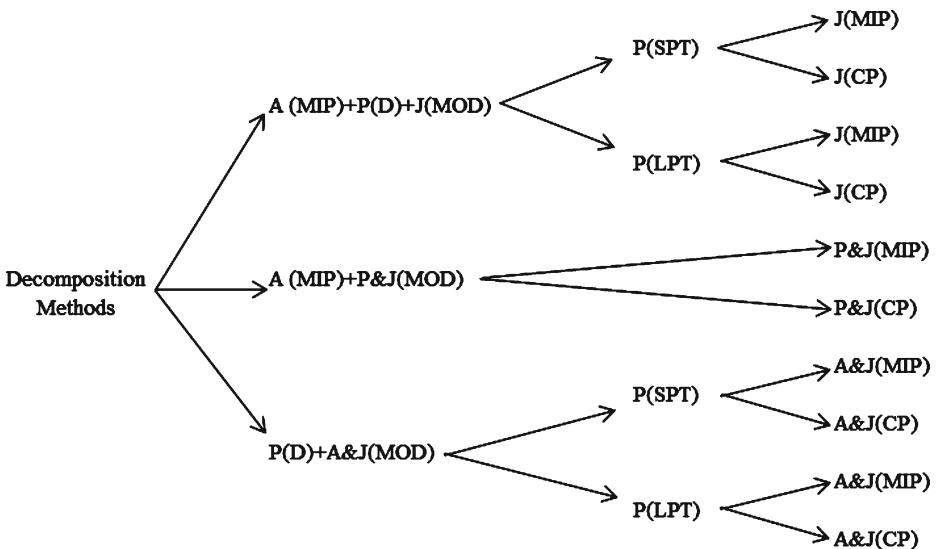 J(MIP)
P(SPT)
J(CP)
A (MIP)+P(D)+J(MOD)
J(MIP)
P(LPT)
J(CP)
P&J(MIP)
Decomposition
Methods
A (MIP)+P&J(MOD)
P&J(CP)
A&J(MIP)
P(SPT)
A&J(CP)
P(D)+A&J(MOD)
A&J(MIP)
P(LPT)
A&J(CP)